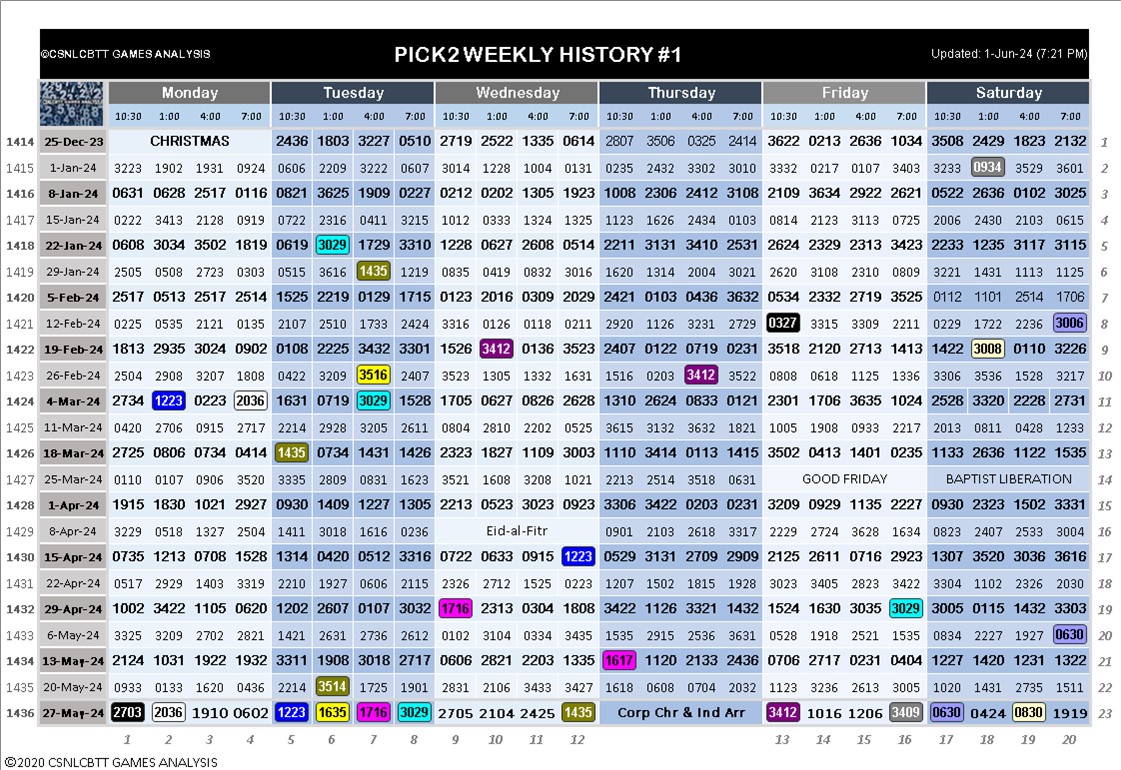 ©CSNLCBTT GAMES ANALYSIS PICK2 WEEKLY HISTORY #1 Updated: 1-Jun-24 (7:21 PM)
Monday Tuesday Wednesday Thursday Friday Saturday
10:30 1:00 4:00 7:00 10:30 1:00 4:00 7:00 10:30 1:00 4:00 7:00 10:30 1:00 4:00 7:00 10:30 1:00 4:00 7:00 10:30 1:00 4:00 7:00
1414 25-Dec-23 CHRISTMAS 2436 1803 3227 0510 2719 2522 1335 0614 2807 3506 0325 2414 3622 0213 2636 1034 3508 2429 1823 2132 1
1415 1-Jan-24 3223 1902 1931 0924 0606 2209 3222 0607 3014 1228 1004 0131 0235 2432 3302 3010 3332 0217 0107 3403 3233 0934 3529 3601 2
1416 8-Jan-24 0631 0628 2517 0116 0821 3625 1909 0227 0212 0202 1305 1923 1008 2306 2412 3108 2109 3634 2922 2621 0522 2636 0102 3025 3
1417 15-Jan-24 0222 3413 2128 0919 0722 2316 0411 3215 1012 0333 1324 1325 1123 1626 2434 0103 0814 2123 3113 0725 2006 2430 2103 0615 4
1418 22-Jan-24 0608 3034 3502 1819 0619 3029 1729 3310 1228 0627 2608 0514 2211 3131 3410 2531 2624 2329 2313 3423 2233 1235 3117 3115 5
1419 29-Jan-24 2505 0508 2723 0303 0515 3616 1435 1219 0835 0419 0832 3016 1620 1314 2004 3021 2620 3108 2310 0809 3221 1431 1113 1125 6
1420 5-Feb-24 2517 0513 2517 2514 1525 2219 0129 1715 0123 2016 0309 2029 2421 0103 0436 3632 0534 2332 2719 3525 0112 1101 2514 1706 7
1421 12-Feb-24 0225 0535 2121 0135 2107 2510 1733 2424 3316 0126 0118 0211 2920 1126 3231 2729 0327 3315 3309 2211 0229 1722 2236 3006 8
1422 19-Feb-24 1813 2935 3024 0902 0108 2225 3432 3301 1526 3412 0136 3523 2407 0122 0719 0231 3518 2120 2713 1413 1422 3008 0110 3226 9
1423 26-Feb-24 2504 2908 3207 1808 0422 3209 3516 2407 3523 1305 1332 1631 1516 0203 3412 3522 0808 0618 1125 1336 3306 3536 1528 3217 10
1424 4-Mar-24 2734 1223 0223 2036 1631 0719 3029 1528 1705 0627 0826 2628 1310 2624 0833 0121 2301 1706 3635 1024 2528 3320 2228 2731 11
1425 11-Mar-24 0420 2706 0915 2717 2214 2928 3205 2611 0804 2810 2202 0525 3615 3132 3632 1821 1005 1908 0933 2217 2013 0811 0428 1233 12
1426 18-Mar-24 2725 0806 0734 0414 1435 0734 1431 1426 2323 1827 1109 3003 1110 3414 0113 1415 3502 0413 1401 0235 1133 2636 1122 1535 13
1427 25-Mar-24 0110 0107 0906 3520 3335 2809 0831 1623 3521 1608 3208 1021 2213 2514 3518 0631 GOOD FRIDAY BAPTIST LIBERATION 14
1428 1-Apr-24 1915 1830 1021 2927 0930 1409 1227 1305 2213 0523 3023 0923 3306 3422 0203 0231 3209 0929 1135 2227 0930 2323 1502 3331 15
1429 8-Apr-24 3229 0518 1327 2504 1411 3018 1616 0236 Eid-al-Fitr 0901 2103 2618 3317 2229 2724 3628 1634 0823 2407 2533 3004 16
1430 15-Apr-24 0735 1213 0708 1528 1314 0420 0512 3316 0722 0633 0915 1223 0529 3131 2709 2909 2125 2611 0716 2923 1307 3520 3036 3616 17
1431 22-Apr-24 0517 2929 1403 3319 2210 1927 0606 2115 2326 2712 1525 0223 1207 1502 1815 1928 3023 3405 2823 3422 3304 1102 2326 2030 18
1432 29-Apr-24 1002 3422 1105 0620 1202 2607 0107 3032 1716 2313 0304 1808 3422 1126 3321 1432 1524 1630 3035 3029 3005 0115 1432 3303 19
1433 6-May-24 3325 3209 2702 2821 1421 2631 2736 2612 0102 3104 0334 3435 1535 2915 2536 3631 0528 1918 2521 1535 0834 2227 1927 0630 20
1434 13-May-24 2124 1031 1922 1932 3311 1908 3018 2717 0606 2821 2203 1335 1617 1120 2133 2436 0706 2717 0231 0404 1227 1420 1231 1322 21
1435 20-May-24 0933 0133 1620 0436 2214 3514 1725 1901 2831 2106 3433 3427 1618 0608 0704 2032 1123 3236 2613 3005 1020 1431 2735 1511 22
1436 27-May-24 2703 2036 1910 0602 1223 1635 1716 3029 2705 2104 2425 1435 Corp Chr & Ind Arr 3412 1016 1206 3409 0630 0424 0830 1919 23
1 2 3 4 5 6 7 8 9 10 11 12 13 14 15 16 17 18 19 20
©2020 CSNLCBTT GAMES ANALYSIS